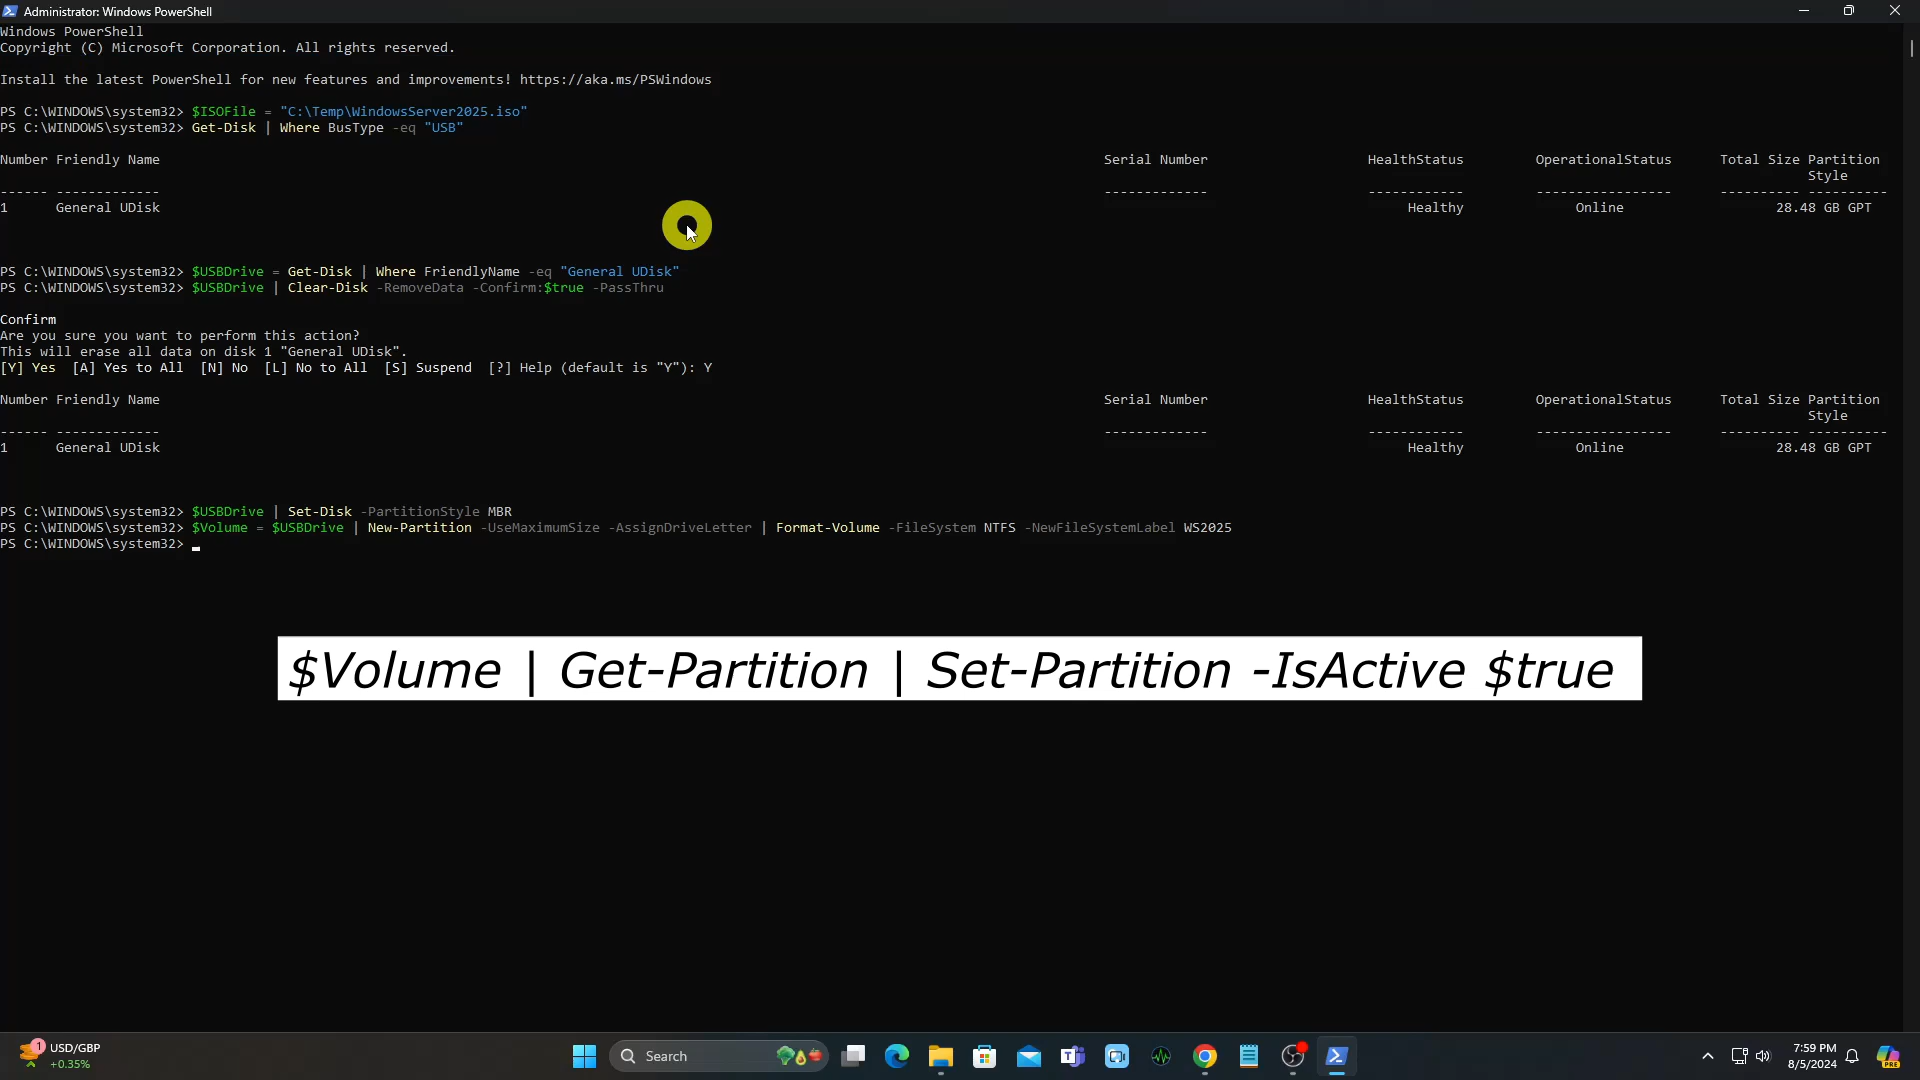 Administrator: Windows PowerShell
Windows PowerShell
Copyright (C) Microsoft Corporation. All rights reserved.
Install the latest PowerShell for new features and improvements! https://aka.ms/PSWindows
PS C:\WINDOWS\system32> $ISOFile = "C:\Temp\WindowsServer2025.iso"
PS C:\WINDOWS\system32> Get-Disk | Where BusType -eq "USB"
Number Friendly Name Serial Number HealthStatus OperationalStatus Total Size Partition
Style
------ ------------- ------------- ------------ ----------------- ---------- ----------
1 General UDisk Healthy Online 28.48 GB GPT
PS C:\WINDOWS\system32> $USBDrive = Get-Disk | Where FriendlyName -eq "General UDisk"
PS C:\WINDOWS\system32> $USBDrive | Clear-Disk -RemoveData -Confirm:$true -PassThru
Confirm
Are you sure you want to perform this action?
This will erase all data on disk 1 "General UDisk".
[Y] Yes [A] Yes to All [N] No [L] No to All [S] Suspend [?] Help (default is "Y"): Y
Number Friendly Name Serial Number HealthStatus OperationalStatus Total Size Partition
Style
------ ------------- ------------- ------------ ----------------- ---------- ----------
1 General UDisk Healthy Online 28.48 GB GPT
PS C:\WINDOWS\system32> $USBDrive | Set-Disk -PartitionStyle MBR
PS C:\WINDOWS\system32> $Volume = $USBDrive | New-Partition -UseMaximumSize -AssignDriveLetter | Format-Volume -FileSystem NTFS -NewFileSystemLabel WS2025
PS C:\WINDOWS\system32>
$Volume | Get-Partition | Set-Partition -IsActive $true
1 USD/GBP
+0.35%
Search
7:59 PM
8/5/2024
PRE